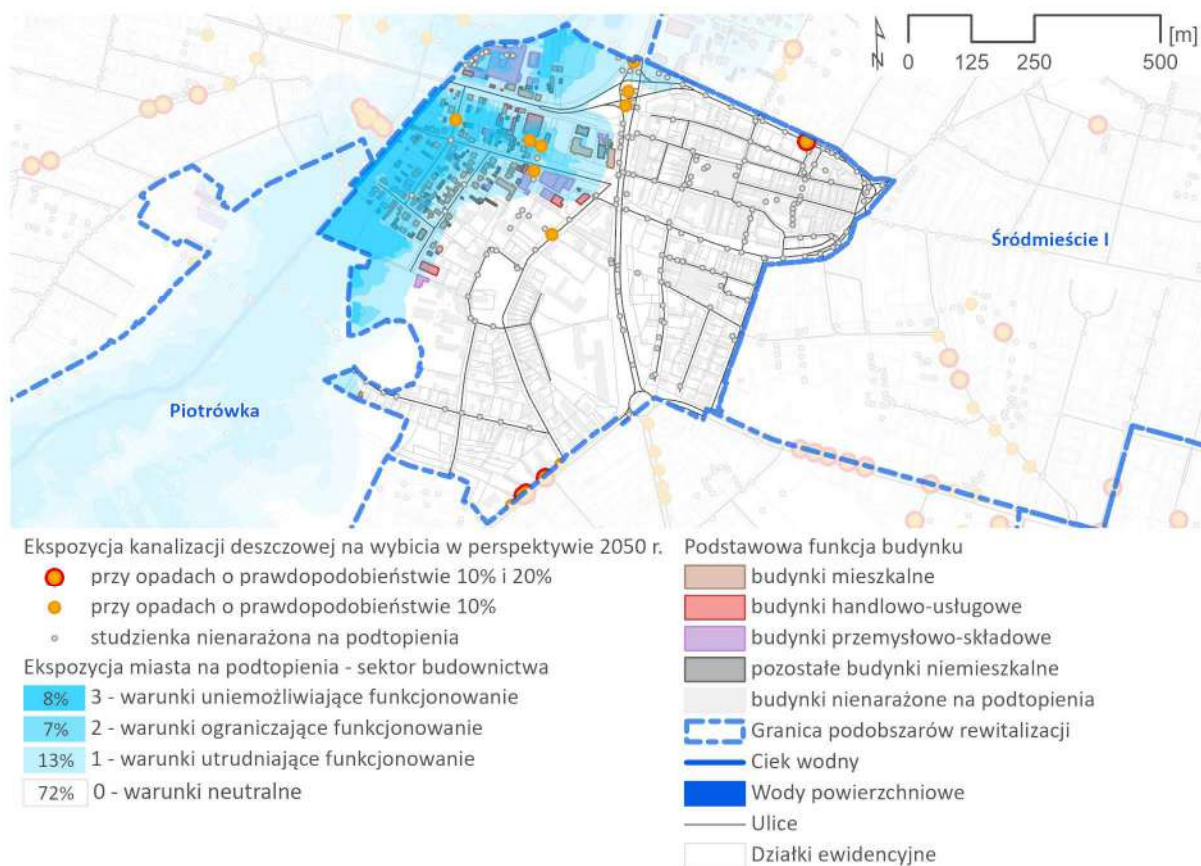 [m]
N
0 125 250 500
Śródmieście I
Piotrówka
Ekspozycja kanalizacji deszczowej na wybicia w perspektywie 2050 r.
przy opadach o prawdopodobieństwie 10% i 20%
przy opadach o prawdopodobieństwie 10%
studzienka nienarażona na podtopienia
Ekspozycja miasta na podtopienia - sektor budownictwa
8% 3 - warunki uniemożliwiające funkcjonowanie
7% 2 - warunki ograniczające funkcjonowanie
13% 1 - warunki utrudniające funkcjonowanie
72% 0 - warunki neutralne
Podstawowa funkcja budynku
budynki mieszkalne
budynki handlowo-usługowe
budynki przemysłowo-składowe
pozostałe budynki niemieszkalne
budynki nienarażone na podtopienia
Granica podobszarów rewitalizacji
Ciek wodny
Wody powierzchniowe
Ulice
Działki ewidencyjne